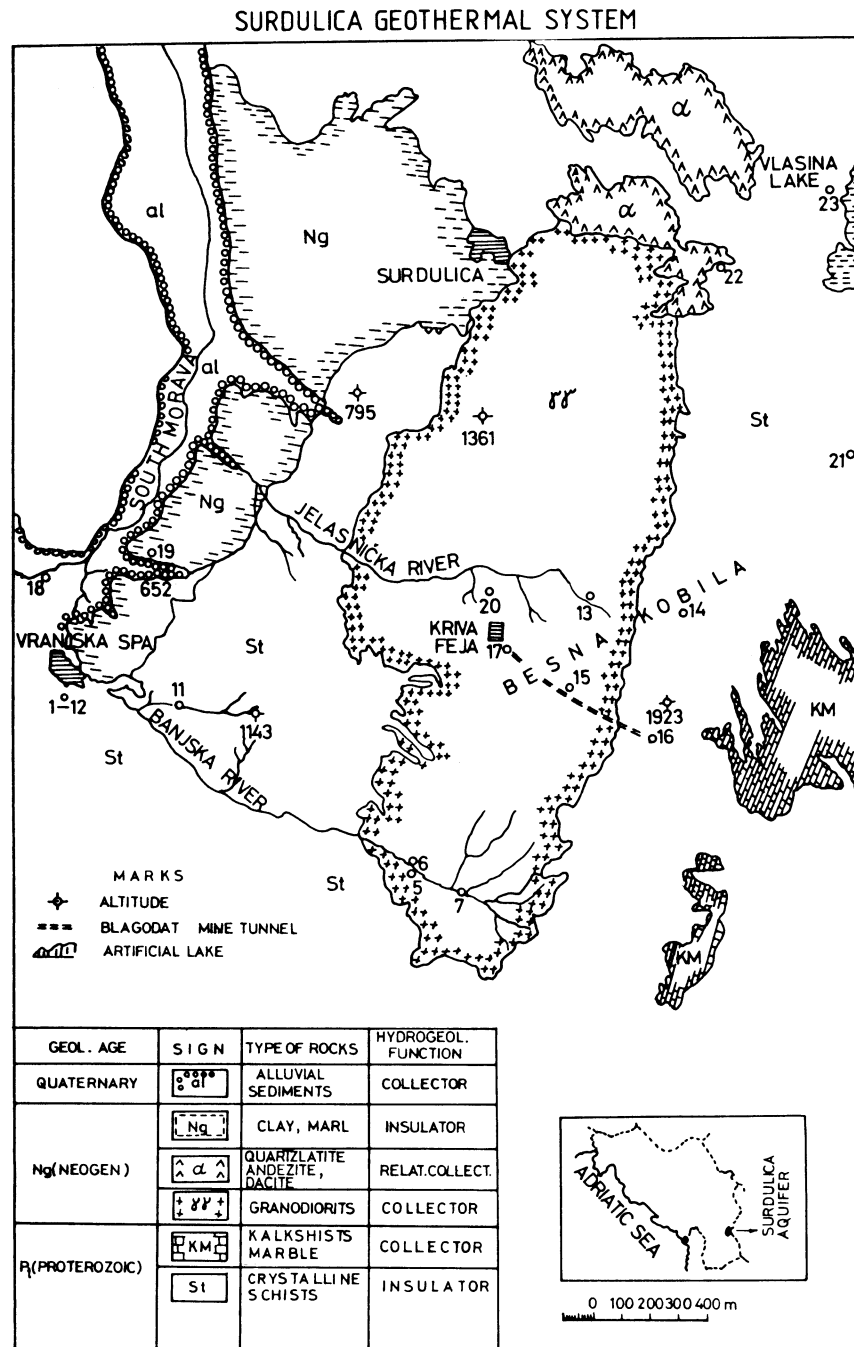 SURDULICA GEOTHERMAL SYSTEM
α
VLASINA
LAKE
23
al
Ng
α
SURDULICA
22
al
SOUTH MORAVA
795
1361
γγ
St
21
Ng
JELASNIČKA RIVER
19
18
652
20
13
BESNA KOBILA
14
VRANJSKA SPA
St
KRIVA
FEJA
17
15
1923
16
KM
1-12
11
1143
BANJSKA RIVER
St
6
5
7
St
KM
MARKS
ALTITUDE
BLAGODAT MINE TUNNEL
ARTIFICIAL LAKE
GEOL. AGE
SIGN
TYPE OF ROCKS
HYDROGEOL.
FUNCTION
QUATERNARY
al
ALLUVIAL
SEDIMENTS
COLLECTOR
Ng(NEOGEN)
Ng
CLAY, MARL
INSULATOR
α
QUARTZLATITE
ANDEZITE,
DACITE
RELAT.COLLECT.
γγ
GRANODIORITS
COLLECTOR
(PROTEROZOIC)
KM
KALKSHISTS
MARBLE
COLLECTOR
St
CRYSTALLINE
SCHISTS
INSULATOR
ADRIATIC SEA
SURDULICA
AQUIFER
0 100 200 300 400 m